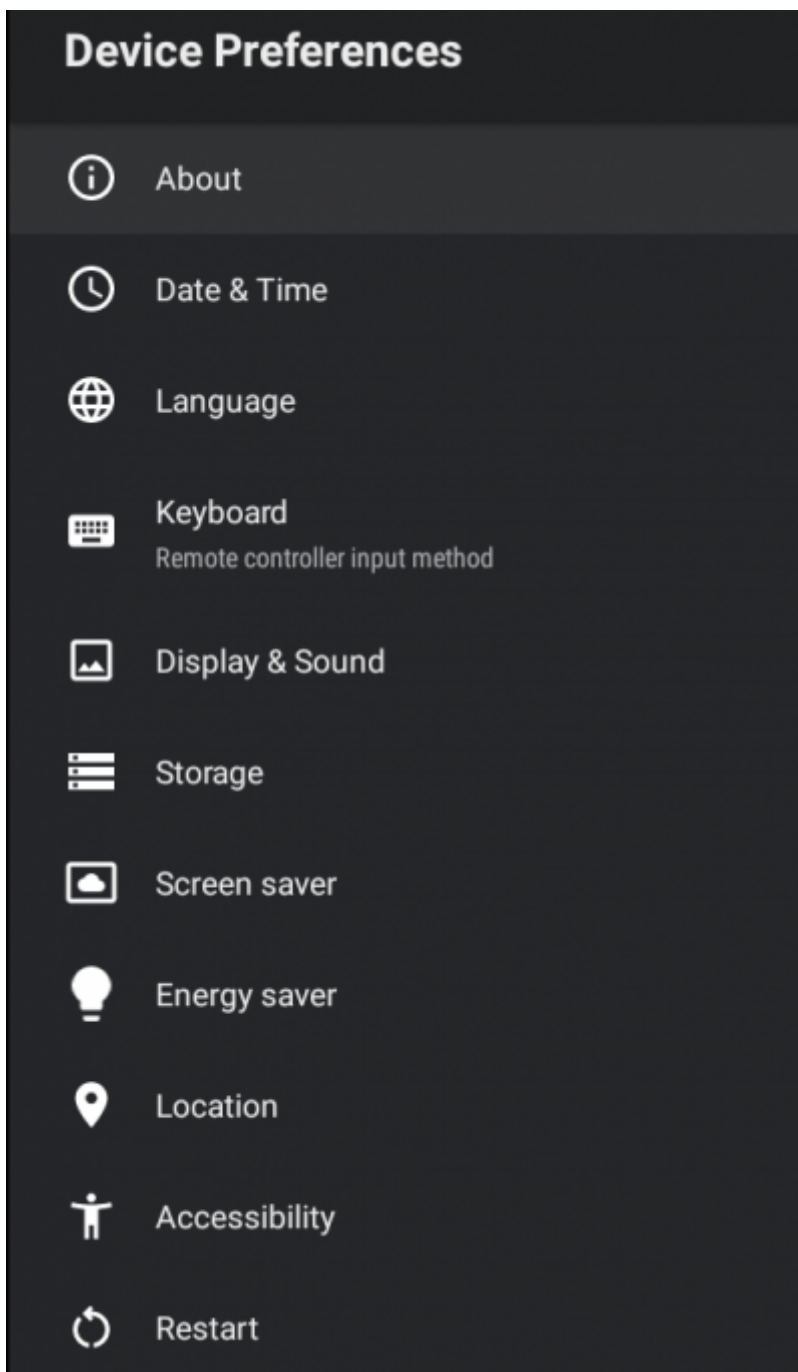 Device Preferences
About
Date & Time
Language
Keyboard
Remote controller input method
Display & Sound
Storage
Screen saver
Energy saver
Location
Accessibility
Restart